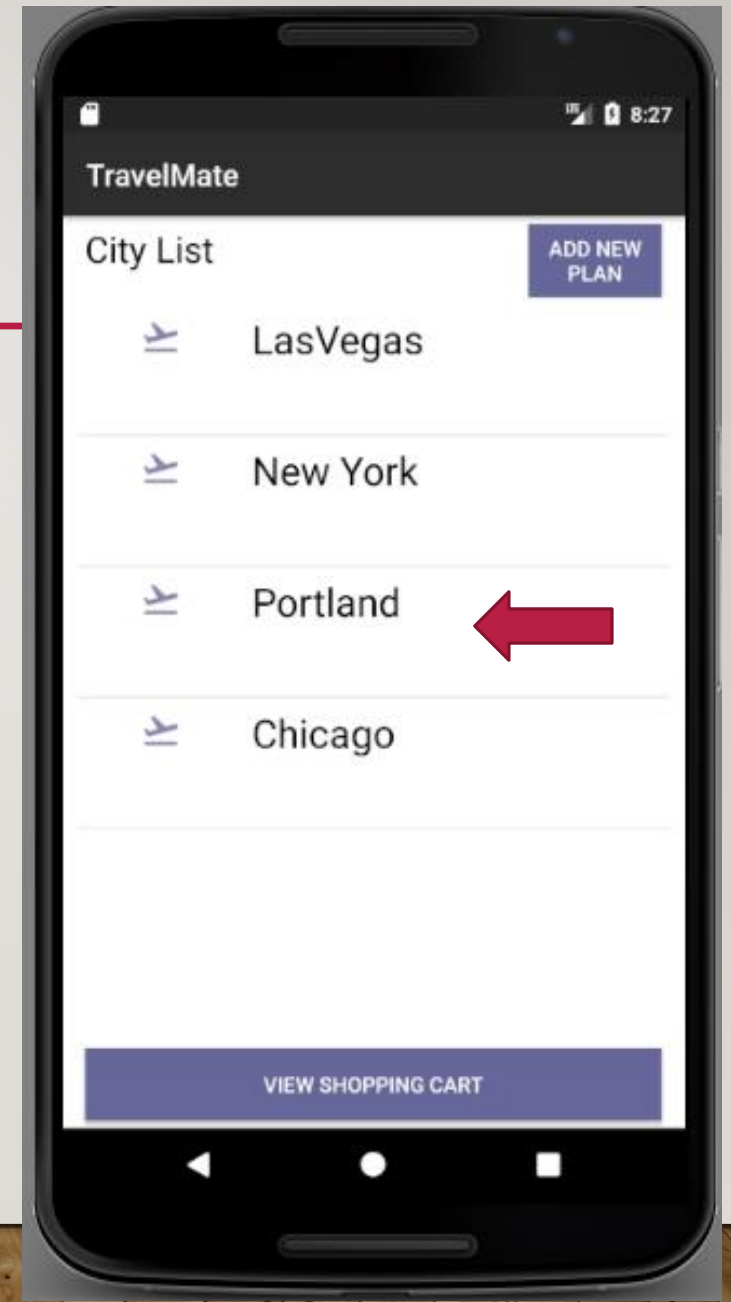 8:27
TravelMate
City List
ADD NEW
PLAN
LasVegas
New York
Portland
Chicago
VIEW SHOPPING CART